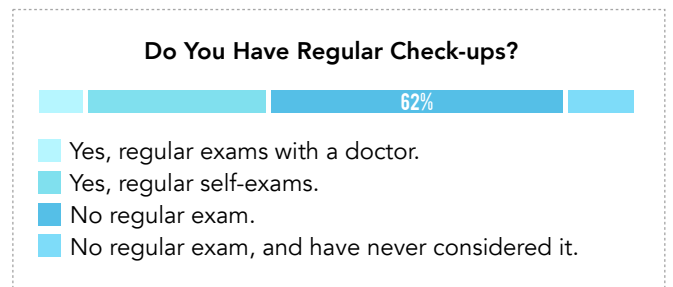 Do You Have Regular Check-ups?
62%
Yes, regular exams with a doctor.
Yes, regular self-exams.
No regular exam.
No regular exam, and have never considered it.